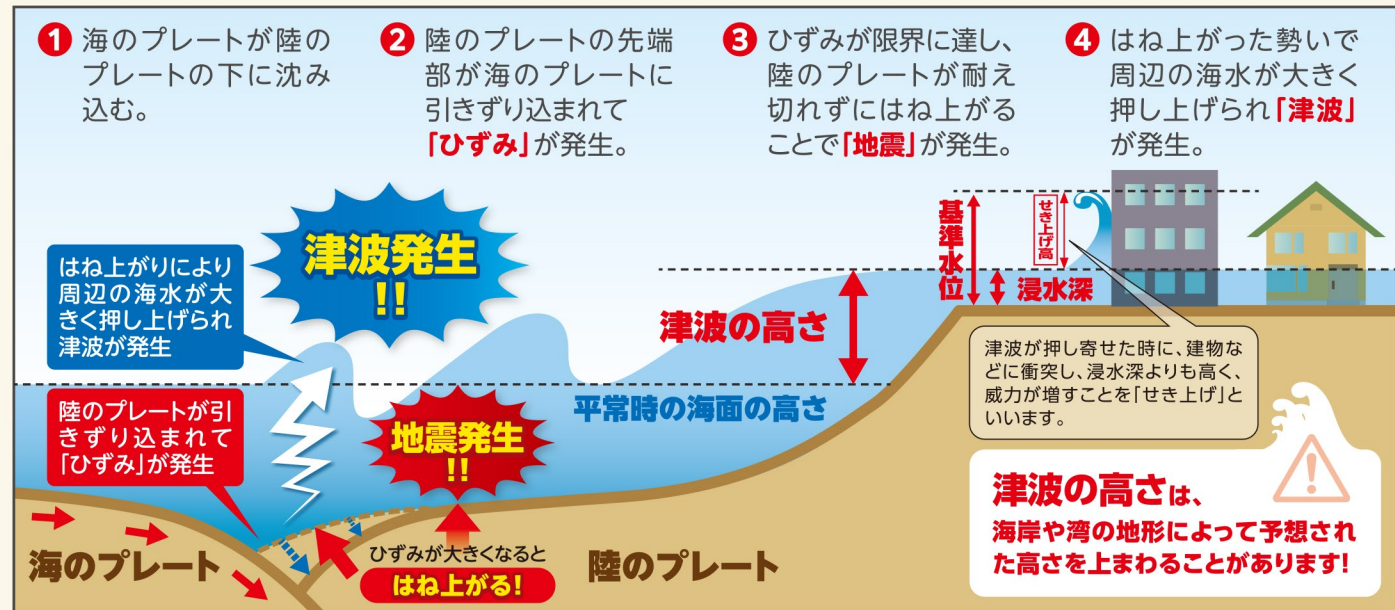 1 海のプレートが陸の
プレートの下に沈み
込む。
2 陸のプレートの先端
部が海のプレートに
引きずり込まれて
「ひずみ」が発生。
3 ひずみが限界に達し、
陸のプレートが耐え
切れずにはね上がる
ことで「地震」が発生。
4 はね上がった勢いで
周辺の海水が大きく
押し上げられ「津波」
が発生。
津波発生
!!
はね上がりにより
周辺の海水が大
きく押し上げられ
津波が発生
陸のプレートが引
きずり込まれて
「ひずみ」が発生
地震発生
!!
ひずみが大きくなると
はね上がる!
海のプレート
陸のプレート
平常時の海面の高さ
津波の高さ
基準水位
せき上げ高
浸水深
津波が押し寄せた時に、建物な
どに衝突し、浸水深よりも高く、
威力が増すことを「せき上げ」と
いいます。
津波の高さは、
海岸や湾の地形によって予想され
た高さを上まわることがあります!